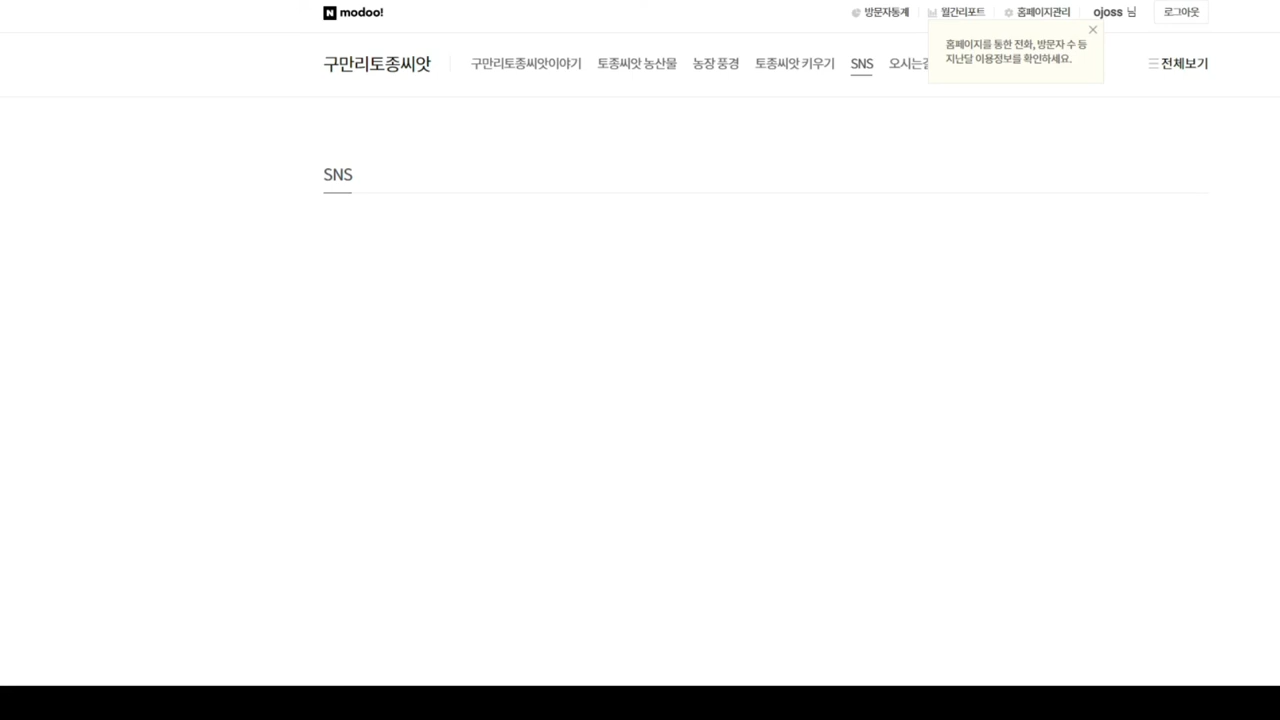 N modoo!
방문자통계
월간리포트
홈페이지관리
ojoss 님
로그아웃
홈페이지를 통한 전화, 방문자 수 등
지난달 이용정보를 확인하세요.
구만리토종씨앗
구만리토종씨앗이야기
토종씨앗 농산물
농장 풍경
토종씨앗 키우기
SNS
오시는길
전체보기
SNS